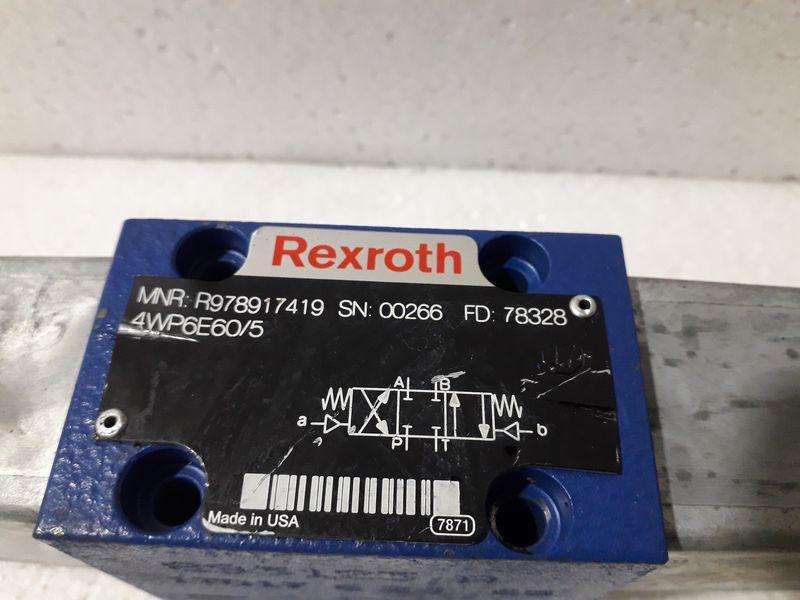 Rexroth
MNR: R978917419 SN: 00266 FD: 78328
4WP6E60/5
A B
a b
P T
Made in USA 7871